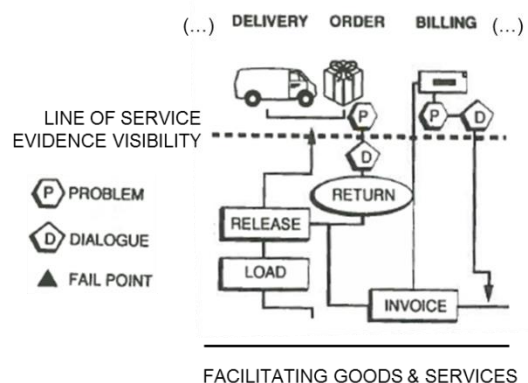 (...) DELIVERY ORDER BILLING (...)
LINE OF SERVICE
EVIDENCE VISIBILITY
P
P
D
D
P PROBLEM
RETURN
RELEASE
D DIALOGUE
LOAD
FAIL POINT
INVOICE
FACILITATING GOODS & SERVICES